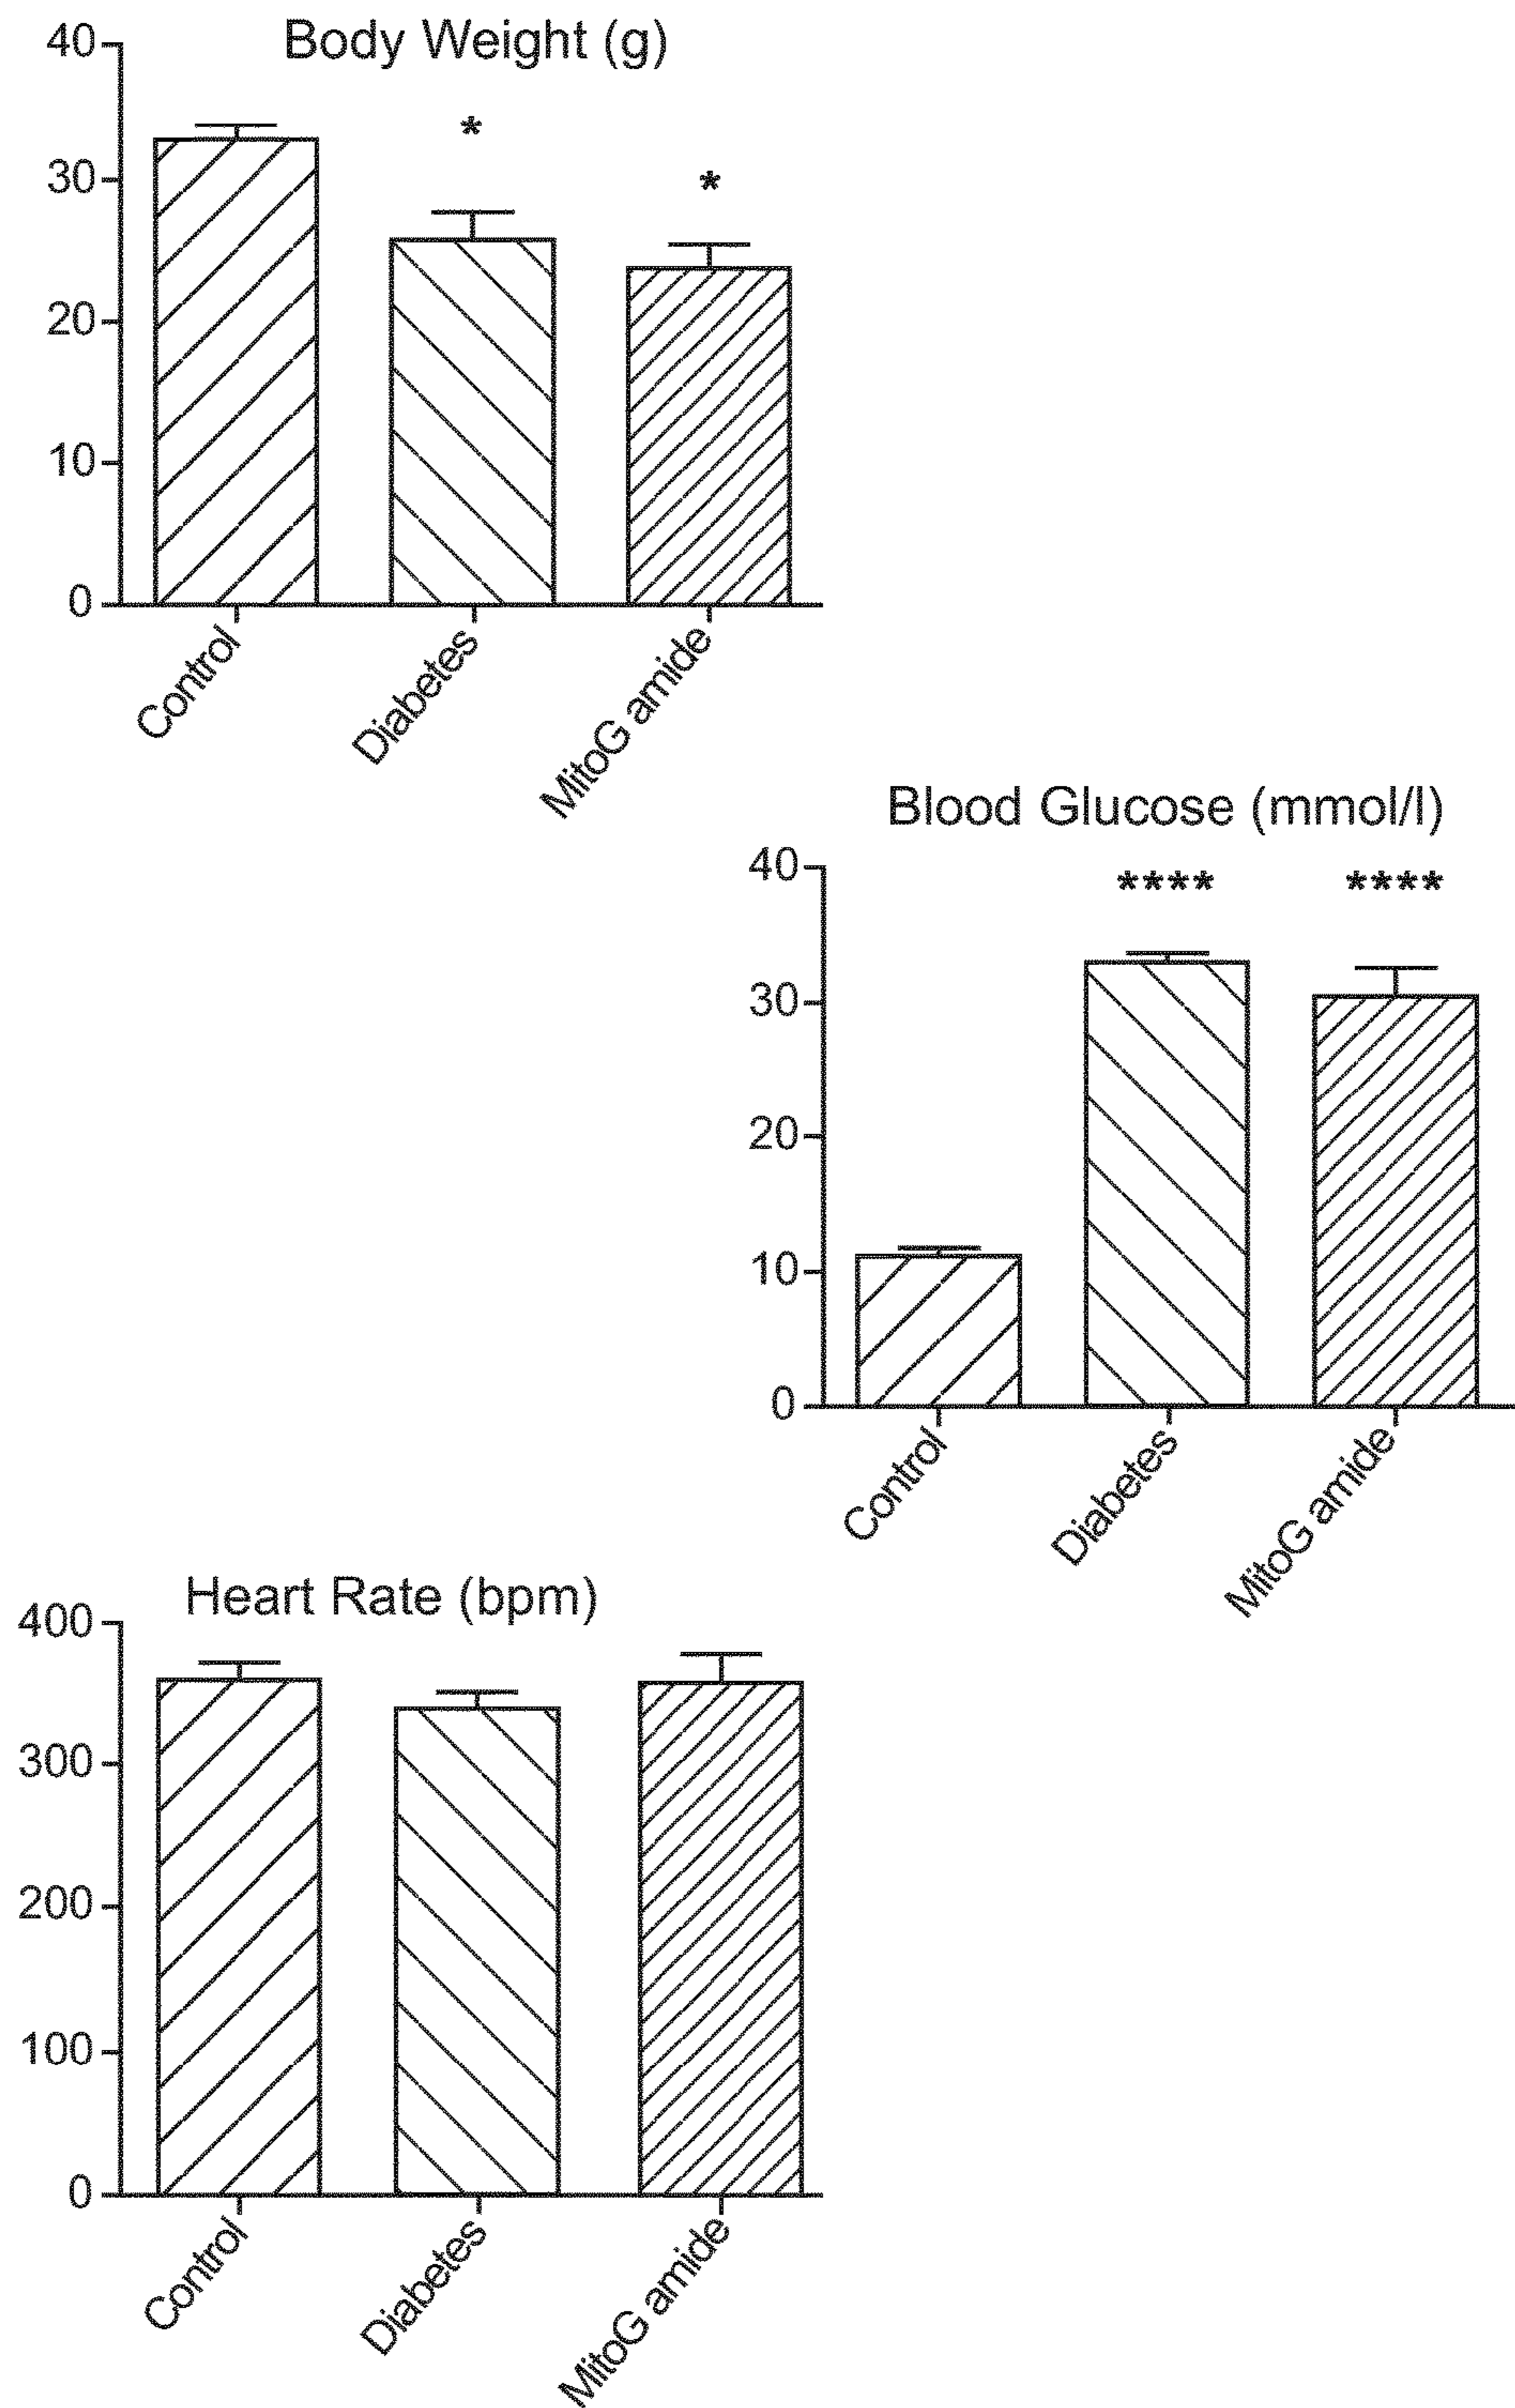 Body Weight (g)
40
30
20
10
0
*
*
Control
Diabetes
MitoG amide
Blood Glucose (mmol/l)
40
30
20
10
0
****
****
Control
Diabetes
MitoG amide
Heart Rate (bpm)
400
300
200
100
0
Control
Diabetes
MitoG amide